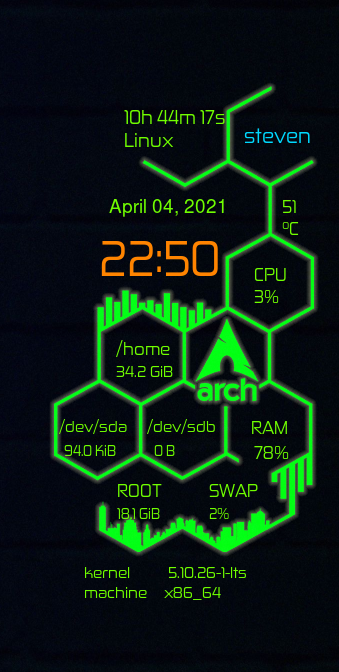 10h 44m 17s
Linux
steven
April 04, 2021
51
°C
22:50
CPU
3%
/home
34.2 GiB
arch
/dev/sda
94.0 KiB
/dev/sdb
0 B
RAM
78%
ROOT
18.1 GiB
SWAP
2%
kernel 5.10.26-1-lts
machine x86_64